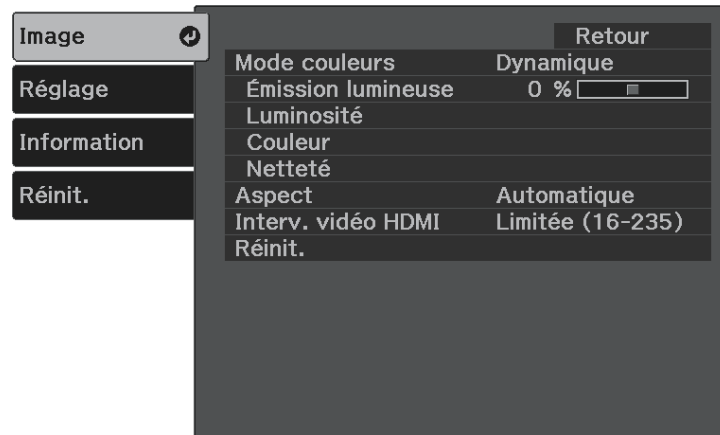 Image
Réglage
Information
Réinit.
Retour
Mode couleurs Dynamique
Émission lumineuse 0 %
Luminosité
Couleur
Netteté
Aspect Automatique
Interv. vidéo HDMI Limitée (16-235)
Réinit.